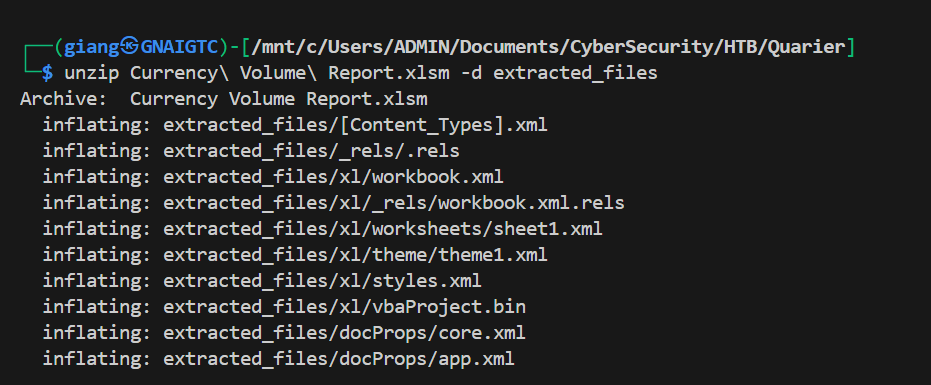 ┌──(giang㉿GNAIGTC)-[/mnt/c/Users/ADMIN/Documents/CyberSecurity/HTB/Quarier]
└─$ unzip Currency\ Volume\ Report.xlsm -d extracted_files
Archive:  Currency Volume Report.xlsm
  inflating: extracted_files/[Content_Types].xml
  inflating: extracted_files/_rels/.rels
  inflating: extracted_files/xl/workbook.xml
  inflating: extracted_files/xl/_rels/workbook.xml.rels
  inflating: extracted_files/xl/worksheets/sheet1.xml
  inflating: extracted_files/xl/theme/theme1.xml
  inflating: extracted_files/xl/styles.xml
  inflating: extracted_files/xl/vbaProject.bin
  inflating: extracted_files/docProps/core.xml
  inflating: extracted_files/docProps/app.xml